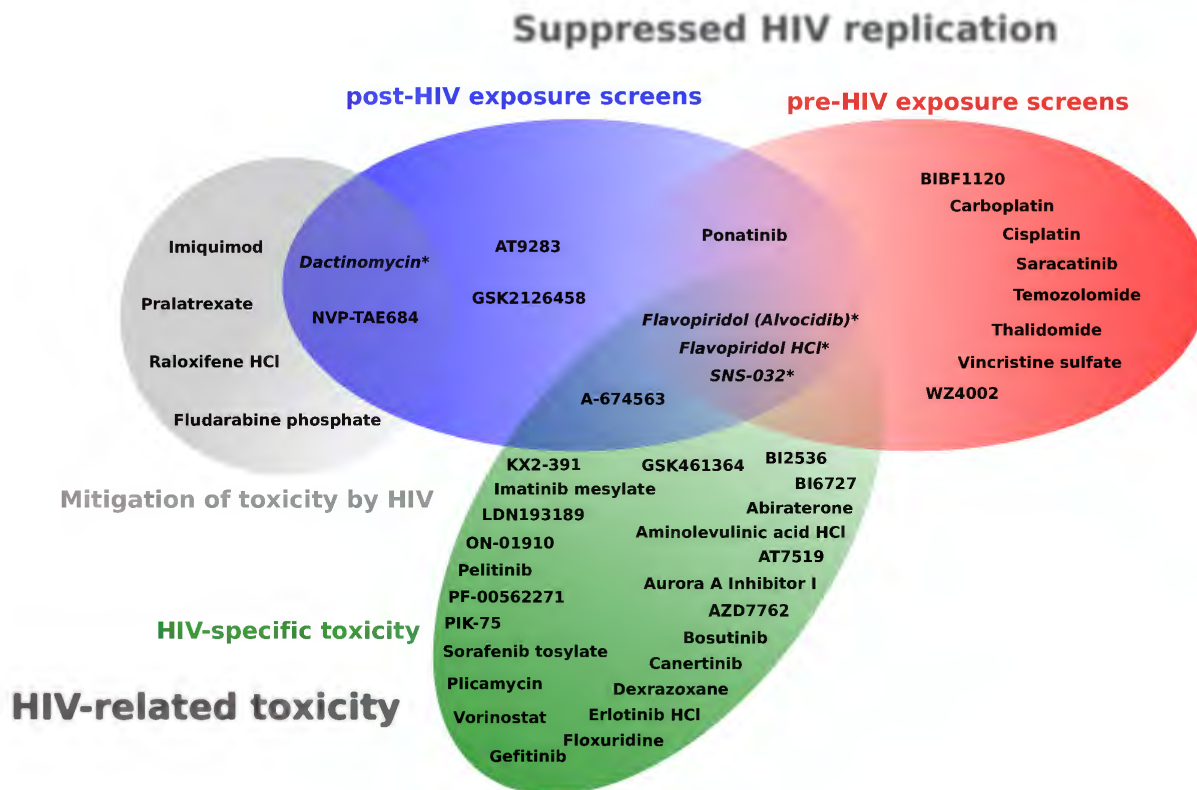 Suppressed HIV replication
post-HIV exposure screens
pre-HIV exposure screens
BIBF1120
Carboplatin
Cisplatin
Saracatinib
Temozolomide
Thalidomide
Vincristine sulfate
WZ4002
Imiquimod
Pralatrexate
Raloxifene HCl
Fludarabine phosphate
Dactinomycin*
NVP-TAE684
AT9283
GSK2126458
Ponatinib
Flavopiridol (Alvocidib)*
Flavopiridol HCl*
SNS-032*
A-674563
Mitigation of toxicity by HIV
KX2-391
Imatinib mesylate
LDN193189
ON-01910
Pelitinib
PF-00562271
PIK-75
Sorafenib tosylate
Plicamycin
Vorinostat
Gefitinib
GSK461364
BI2536
BI6727
Abiraterone
Aminolevulinic acid HCl
AT7519
Aurora A Inhibitor I
AZD7762
Bosutinib
Canertinib
Dexrazoxane
Erlotinib HCl
Floxuridine
HIV-specific toxicity
HIV-related toxicity